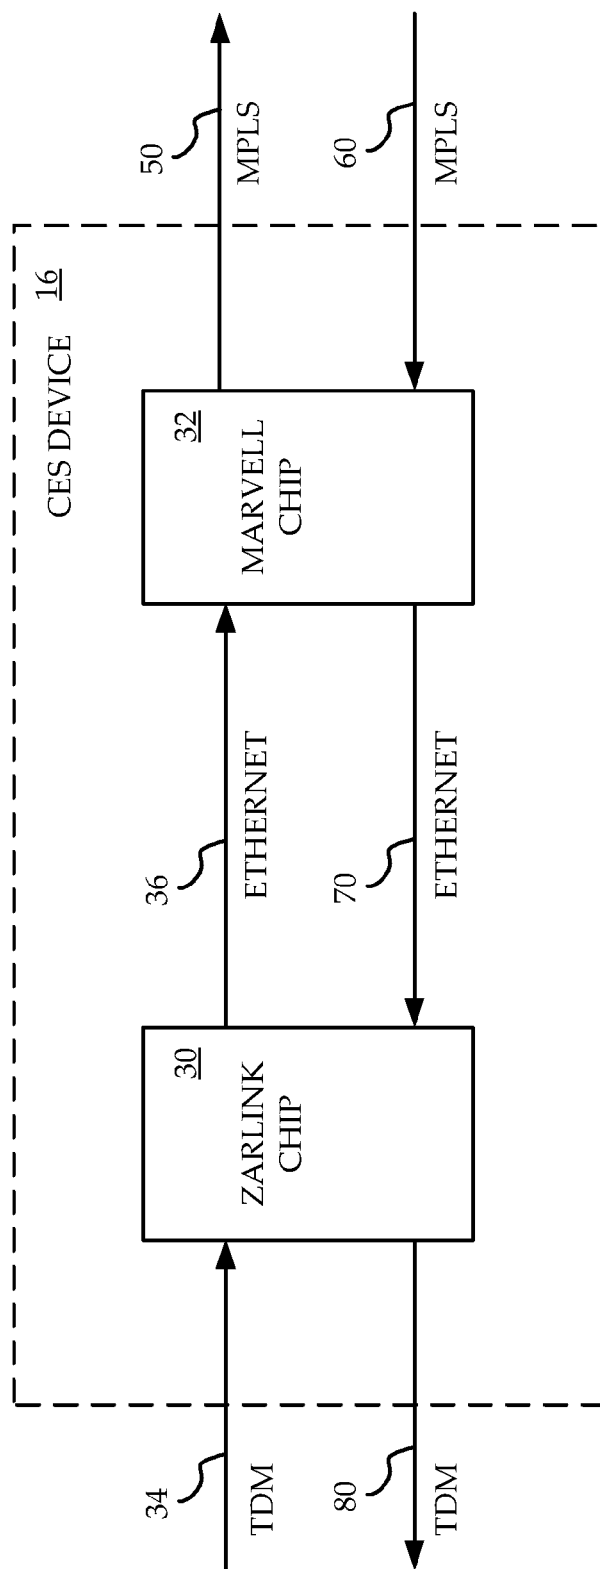 CES DEVICE 16
34
TDM
ZARLINK
CHIP
30
36
ETHERNET
MARVELL
CHIP
32
50
MPLS
80
TDM
70
ETHERNET
60
MPLS